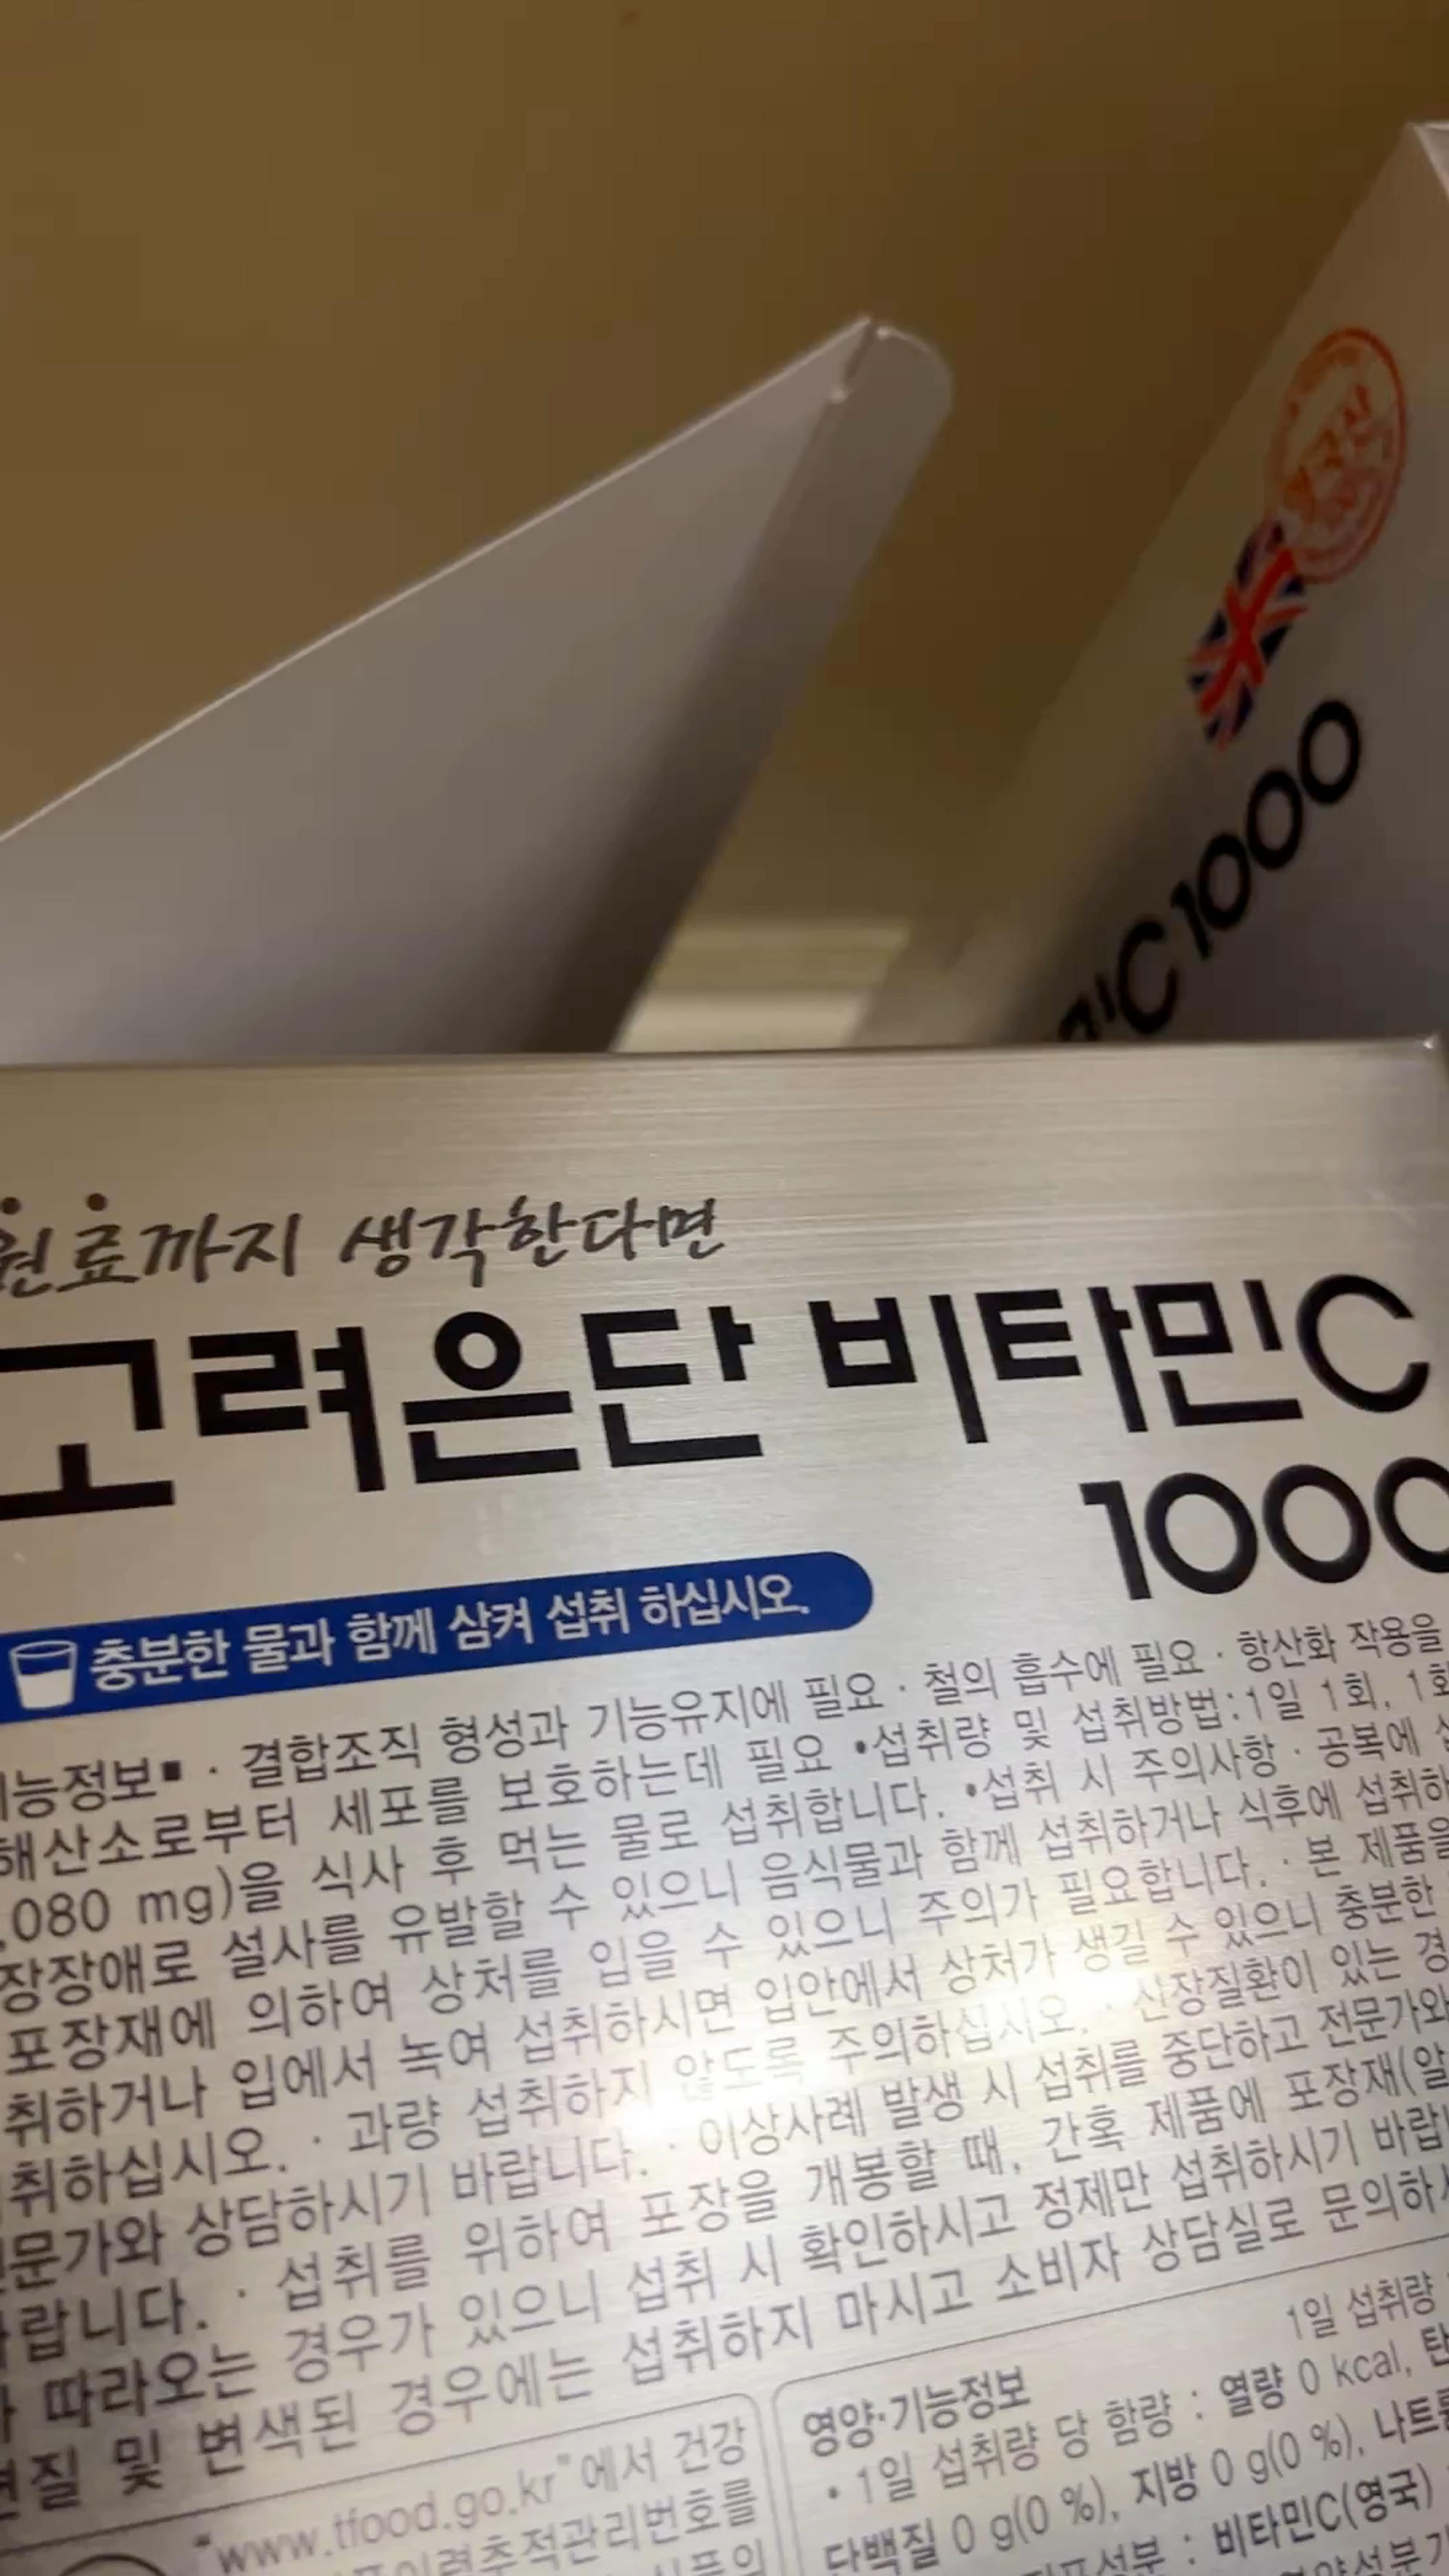 C1000
원료까지 생각한다면
고려은단 비타민C
1000
충분한 물과 함께 삼켜 섭취 하십시오.
능정보■ · 결합조직 형성과 기능유지에 필요 · 철의 흡수에 필요 · 항산화 작용을
해산소로부터 세포를 보호하는데 필요 •섭취량 및 섭취방법:1일 1회, 1회
,080 mg)을 식사 후 먹는 물로 섭취합니다. •섭취 시 주의사항 · 공복에
장장애로 설사를 유발할 수 있으니 음식물과 함께 섭취하거나 식후에 섭취하
포장재에 의하여 상처를 입을 수 있으니 주의가 필요합니다. · 본 제품을
취하거나 입에서 녹여 섭취하시면 입안에서 상처가 생길 수 있으니 충분한
취하십시오. · 과량 섭취하지 않도록 주의하십시오. · 신장질환이 있는 경
문가와 상담하시기 바랍니다. · 이상사례 발생 시 섭취를 중단하고 전문가와
랍니다. · 섭취를 위하여 포장을 개봉할 때, 간혹 제품에 포장재(알
따라오는 경우가 있으니 섭취 시 확인하시고 정제만 섭취하시기 바랍
변질 및 변색된 경우에는 섭취하지 마시고 소비자 상담실로 문의하
1일 섭취량
영양·기능정보
• 1일 섭취량 당 함량 : 열량 0 kcal, 탄
단백질 0 g(0 %), 지방 0 g(0 %), 나트륨
비타민C(영국)
"www.tfood.go.kr"에서 건강
이력추적관리번호를